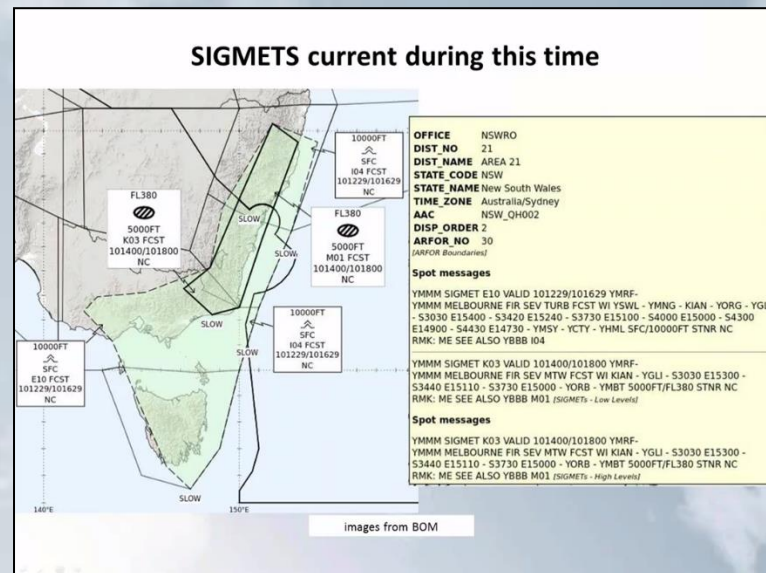 SIGMETS current during this time
10000FT
SFC
I04 FCST
101229/101629
NC
FL380
5000FT
K03 FCST
101400/101800
NC
FL380
5000FT
M01 FCST
101400/101800
NC
SLOW
SLOW
10000FT
SFC
I04 FCST
101229/101629
NC
SLOW
SLOW
10000FT
SFC
E10 FCST
101229/101629
NC
SLOW
140°E
150°E
OFFICE NSWRO
DIST_NO 21
DIST_NAME AREA 21
STATE_CODE NSW
STATE_NAME New South Wales
TIME_ZONE Australia/Sydney
AAC NSW_QH002
DISP_ORDER 2
ARFOR_NO 30
[ARFOR Boundaries]
Spot messages
YMMM SIGMET E10 VALID 101229/101629 YMRF-
YMMM MELBOURNE FIR SEV TURB FCST WI YSWL - YMNG - KIAN - YORG - YGLI
- S3030 E15400 - S3420 E15240 - S3730 E15100 - S4000 E15000 - S4300
E14900 - S4430 E14730 - YMSY - YCTY - YHML SFC/10000FT STNR NC
RMK: ME SEE ALSO YBBB I04
YMMM SIGMET K03 VALID 101400/101800 YMRF-
YMMM MELBOURNE FIR SEV MTW FCST WI KIAN - YGLI - S3030 E15300 -
S3440 E15110 - S3730 E15000 - YORB - YMBT 5000FT/FL380 STNR NC
RMK: ME SEE ALSO YBBB M01 [SIGMETs - Low Levels]
Spot messages
YMMM SIGMET K03 VALID 101400/101800 YMRF-
YMMM MELBOURNE FIR SEV MTW FCST WI KIAN - YGLI - S3030 E15300 -
S3440 E15110 - S3730 E15000 - YORB - YMBT 5000FT/FL380 STNR NC
RMK: ME SEE ALSO YBBB M01 [SIGMETs - High Levels]
images from BOM